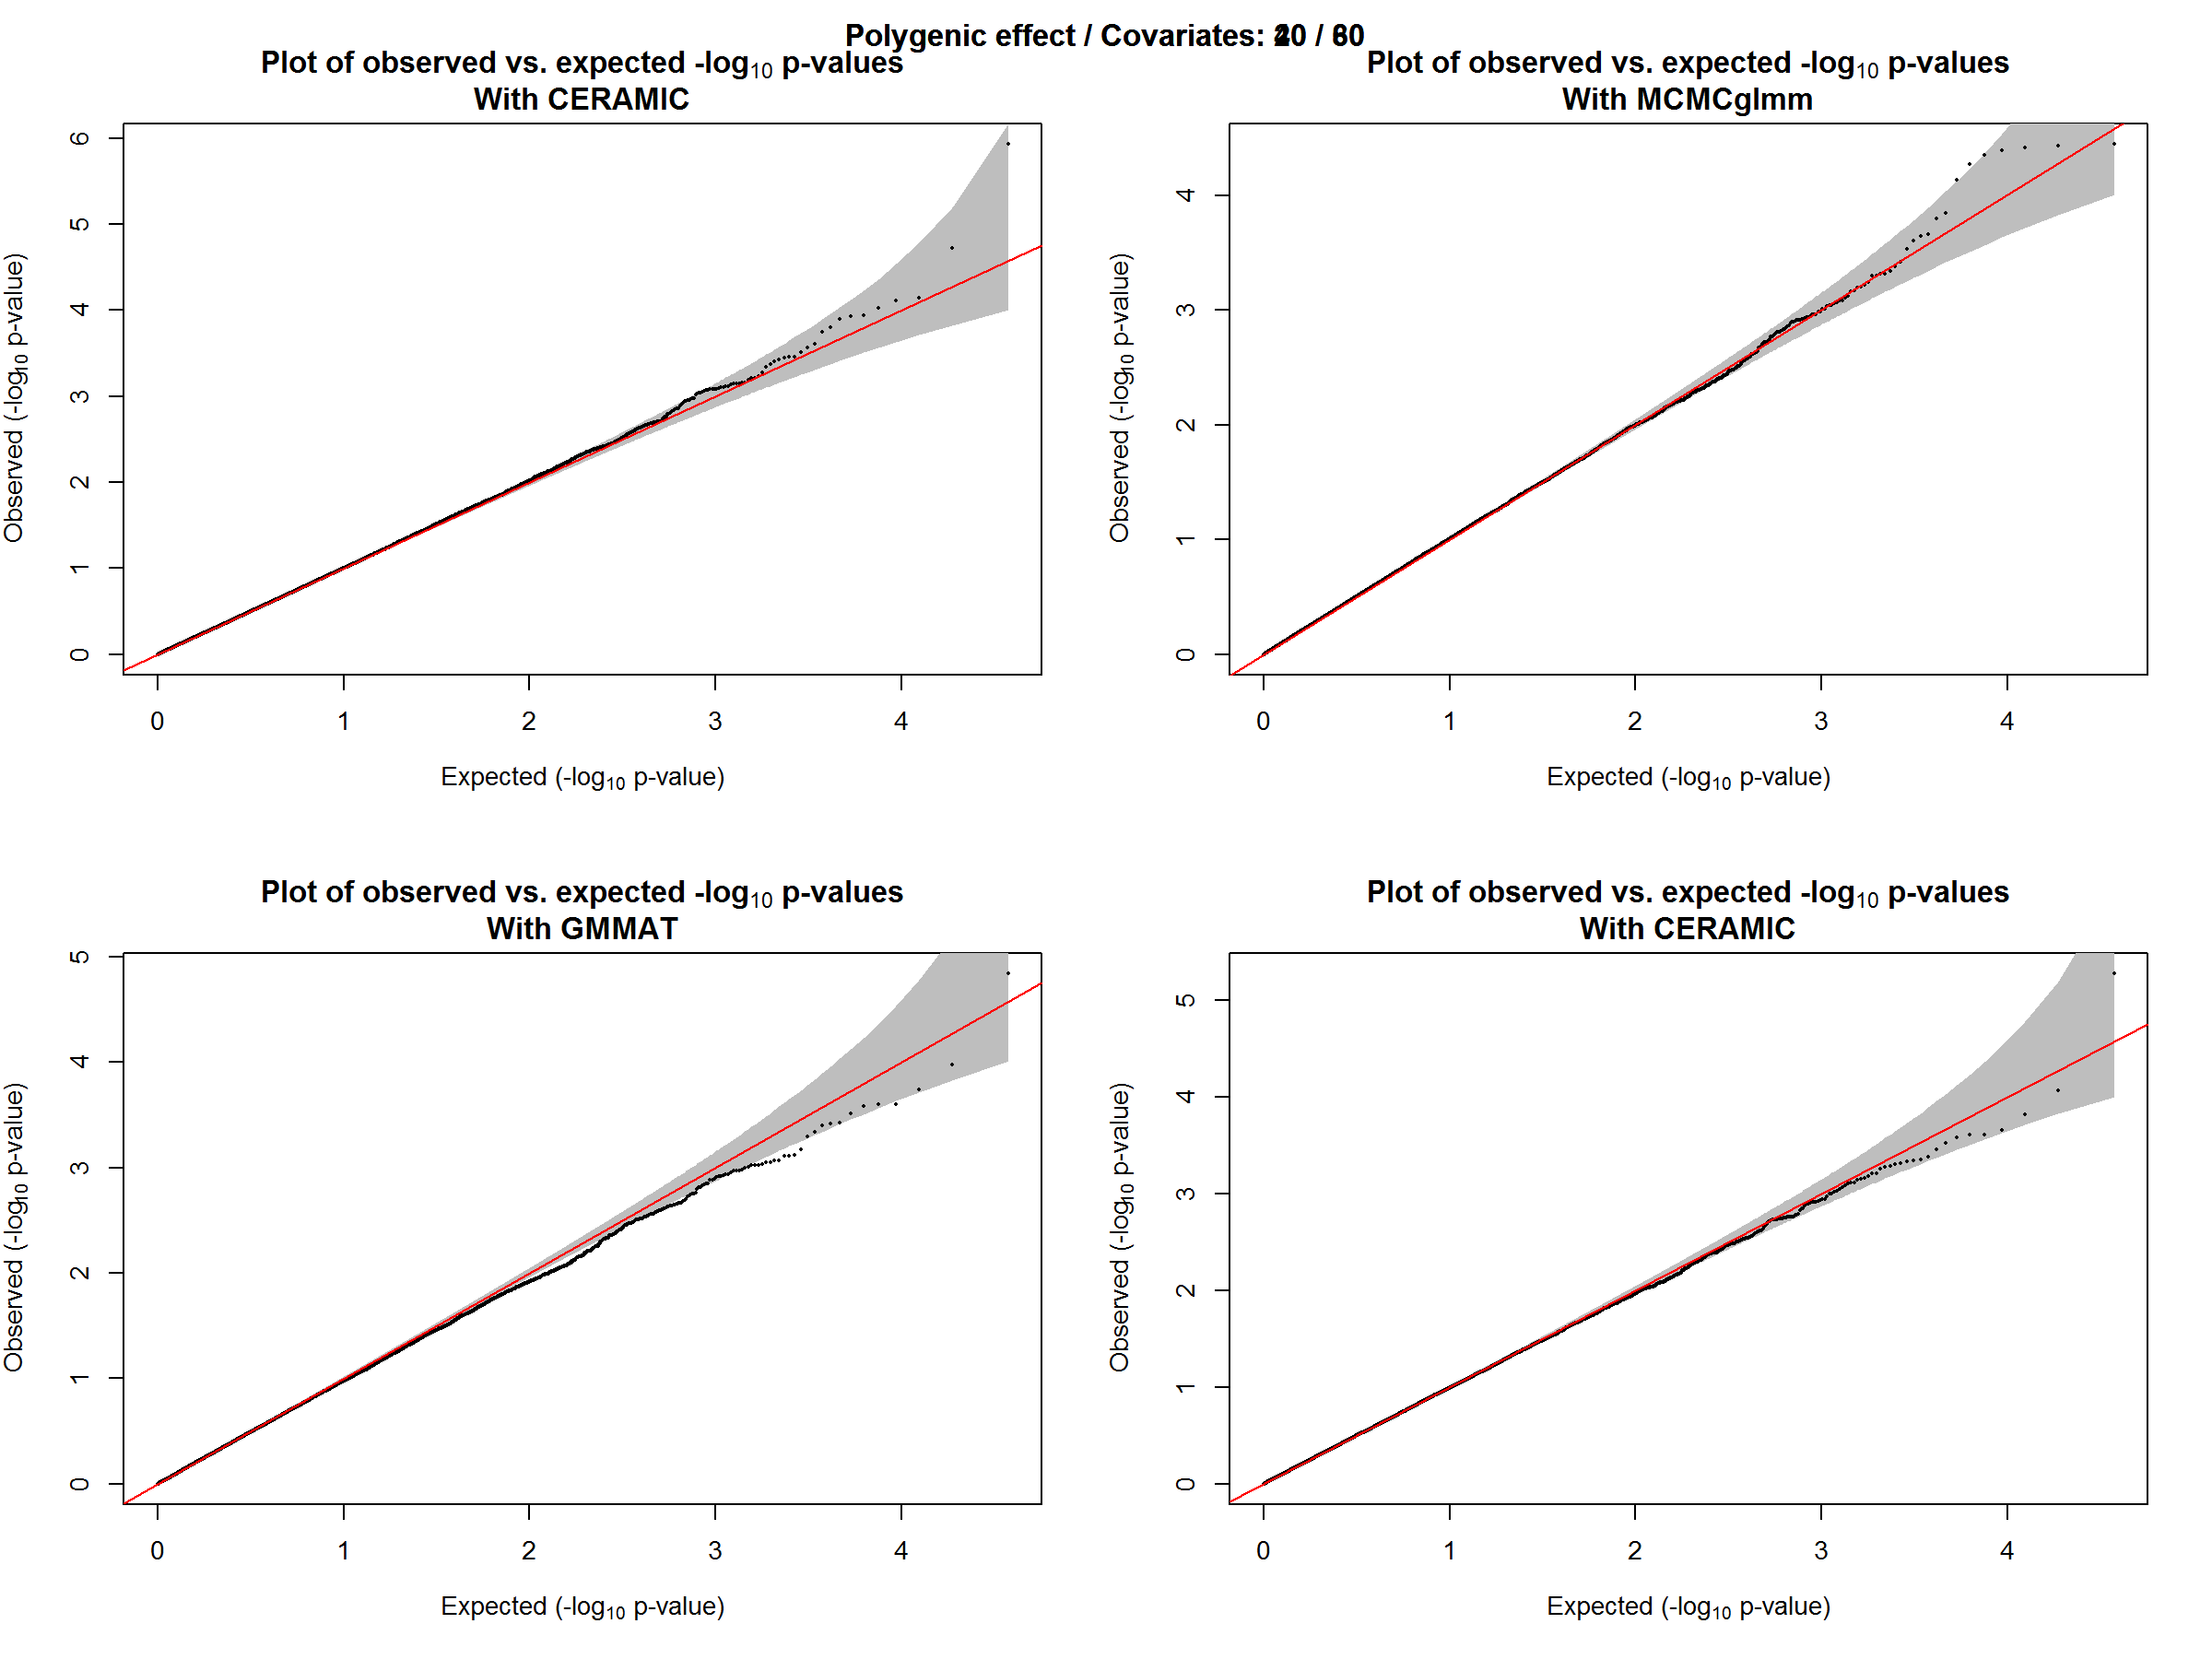 Polygenic effect / Covariates:
Plot of observed vs. expected -log10 p-values
With CERAMIC
6
5
4
3
2
1
0
Observed (-log10 p-value)
0 1 2 3 4
Expected (-log10 p-value)
Plot of observed vs. expected -log10 p-values
With MCMCglmm
4
3
2
1
0
Observed (-log10 p-value)
0 1 2 3 4
Expected (-log10 p-value)
Plot of observed vs. expected -log10 p-values
With GMMAT
5
4
3
2
1
0
Observed (-log10 p-value)
0 1 2 3 4
Expected (-log10 p-value)
Plot of observed vs. expected -log10 p-values
With CERAMIC
5
4
3
2
1
0
Observed (-log10 p-value)
0 1 2 3 4
Expected (-log10 p-value)